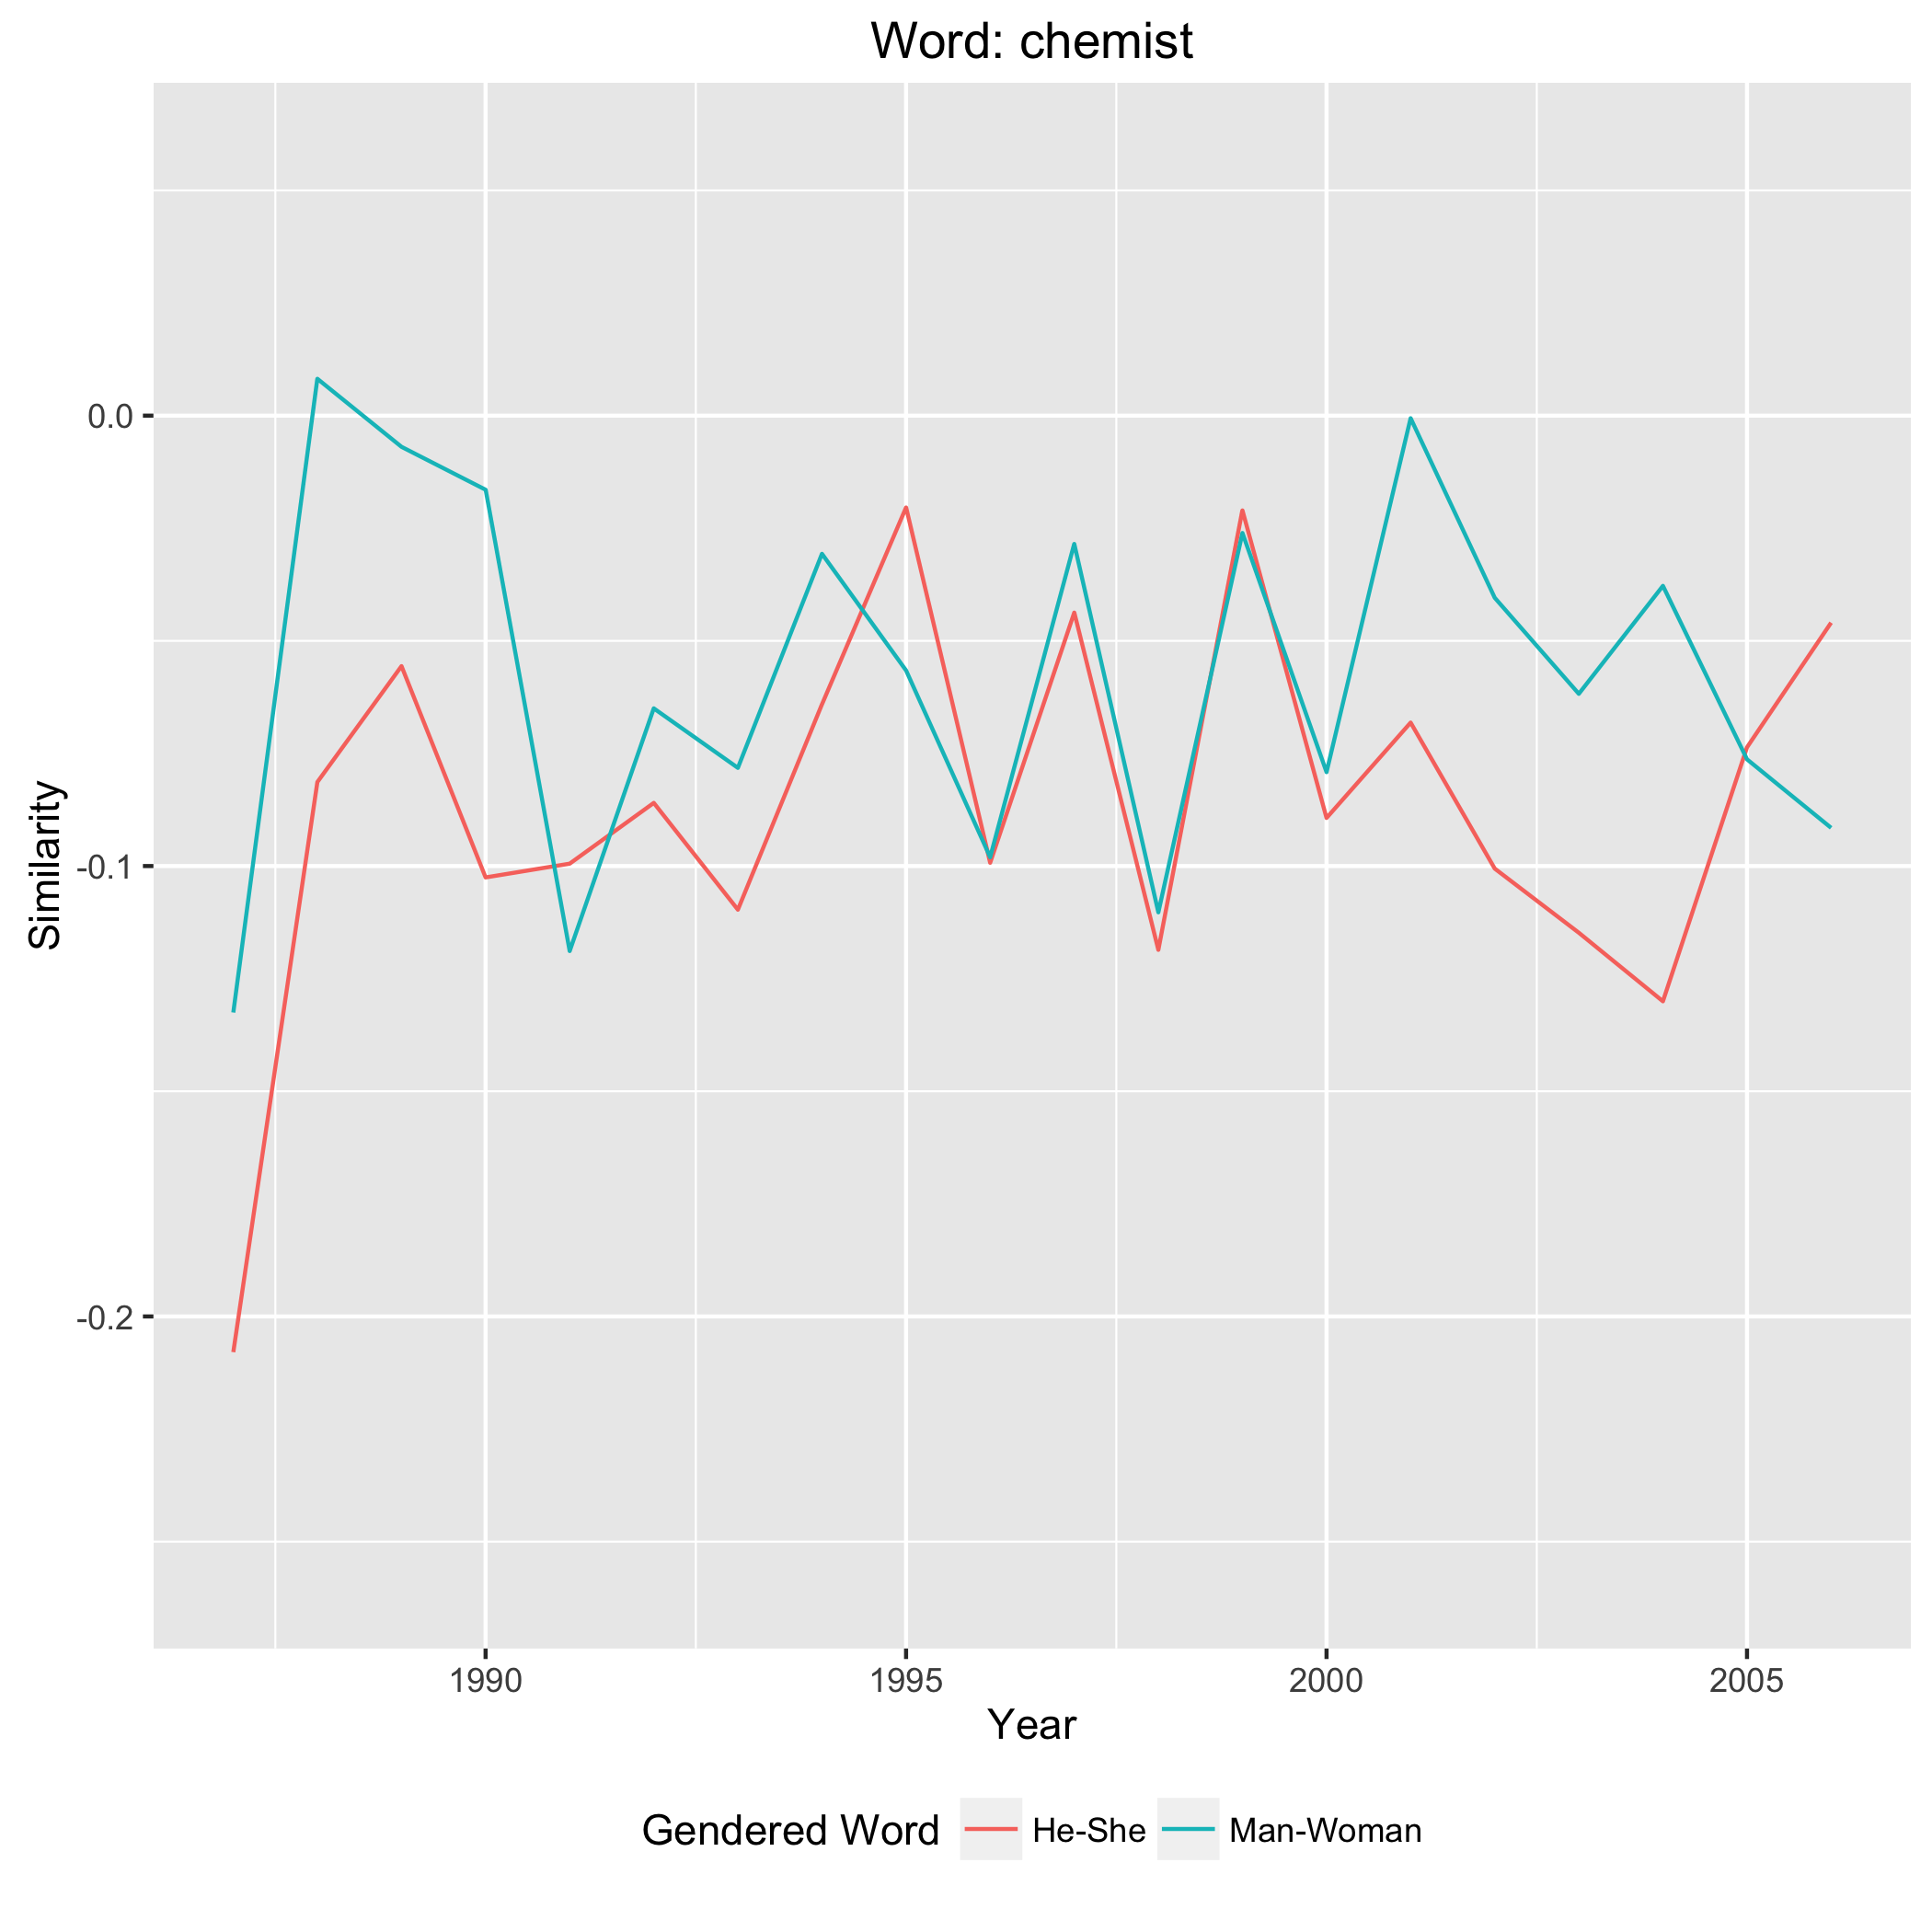 Word: chemist
Similarity
0.0
-0.1
-0.2
1990 1995 2000 2005
Year
Gendered Word He-She Man-Woman